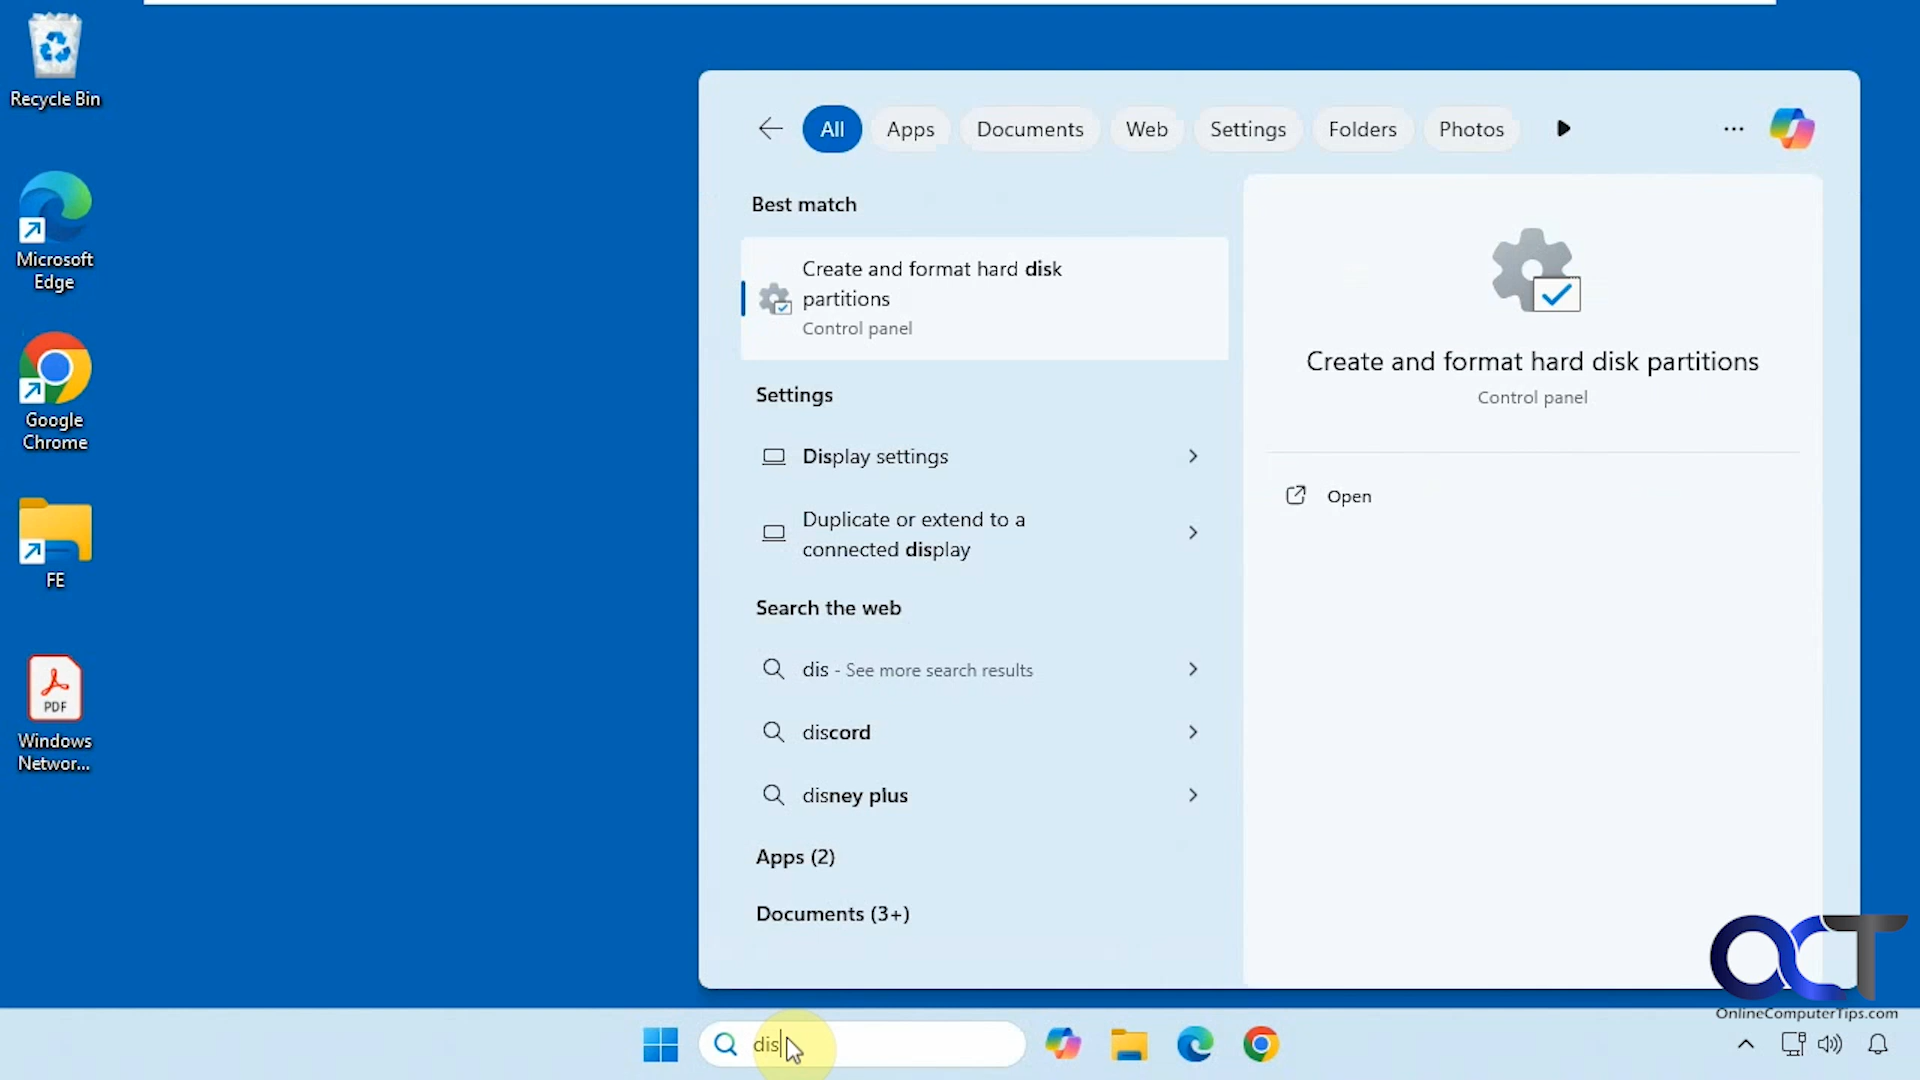 Recycle Bin
Microsoft
Edge
Google
Chrome
FE
PDF
Windows
Networ...
All
Apps
Documents
Web
Settings
Folders
Photos
Best match
Create and format hard disk
partitions
Control panel
Settings
Display settings
Duplicate or extend to a
connected display
Search the web
dis - See more search results
discord
disney plus
Apps (2)
Documents (3+)
Create and format hard disk partitions
Control panel
Open
OCT
OnlineComputerTips.com
dis